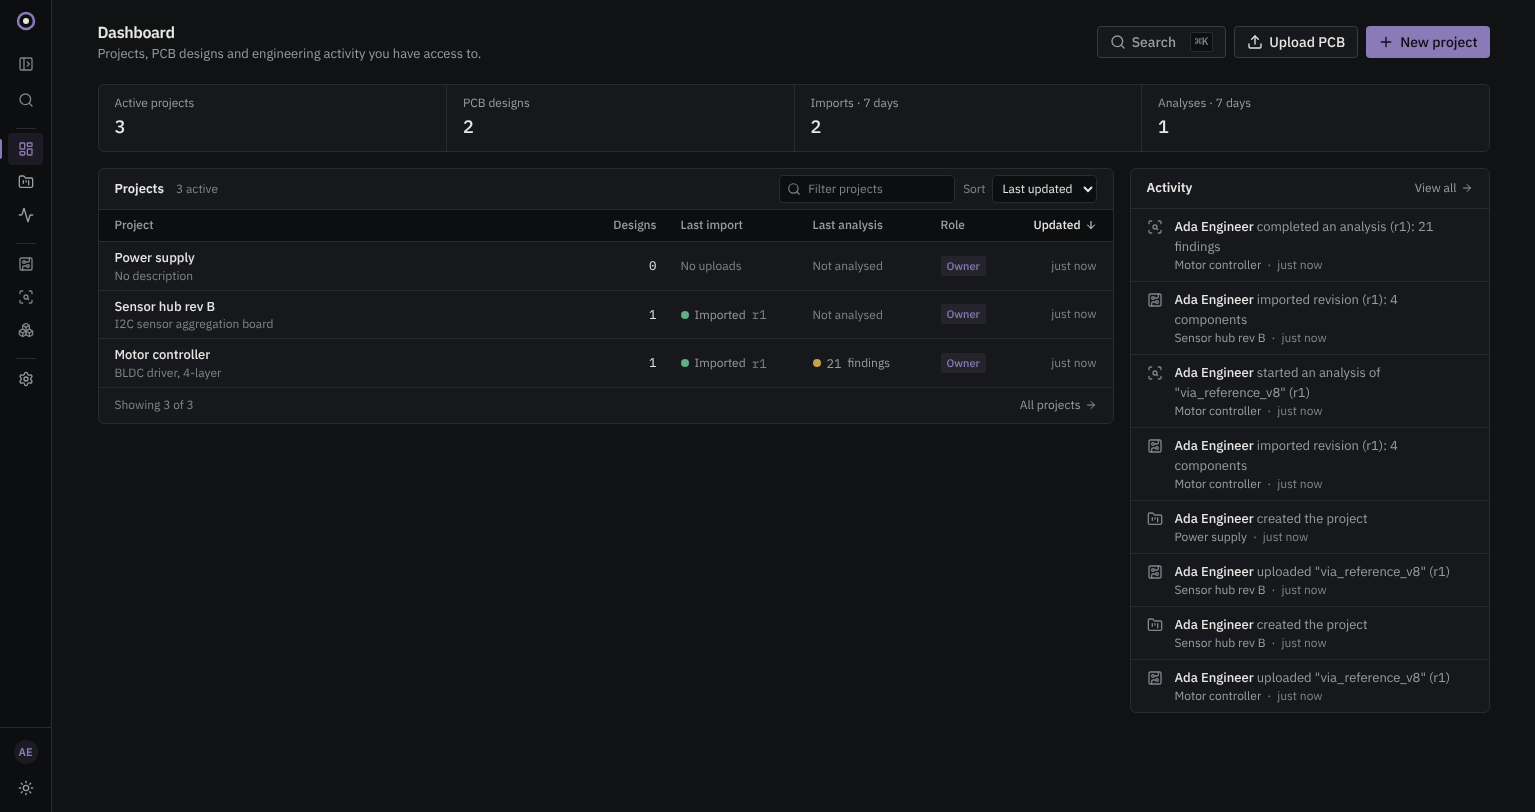 Dashboard
Projects, PCB designs and engineering activity you have access to.
Search ⌘K
Upload PCB
New project
Active projects
3
PCB designs
2
Imports · 7 days
2
Analyses · 7 days
1
Projects 3 active
Filter projects
Sort Last updated
Project Designs Last import Last analysis Role Updated ↓
Power supply
No description
0 No uploads Not analysed Owner just now
Sensor hub rev B
I2C sensor aggregation board
1 Imported r1 Not analysed Owner just now
Motor controller
BLDC driver, 4-layer
1 Imported r1 21 findings Owner just now
Showing 3 of 3
All projects →
Activity
View all →
Ada Engineer completed an analysis (r1): 21
findings
Motor controller · just now
Ada Engineer imported revision (r1): 4
components
Sensor hub rev B · just now
Ada Engineer started an analysis of
"via_reference_v8" (r1)
Motor controller · just now
Ada Engineer imported revision (r1): 4
components
Motor controller · just now
Ada Engineer created the project
Power supply · just now
Ada Engineer uploaded "via_reference_v8" (r1)
Sensor hub rev B · just now
Ada Engineer created the project
Sensor hub rev B · just now
Ada Engineer uploaded "via_reference_v8" (r1)
Motor controller · just now
AE